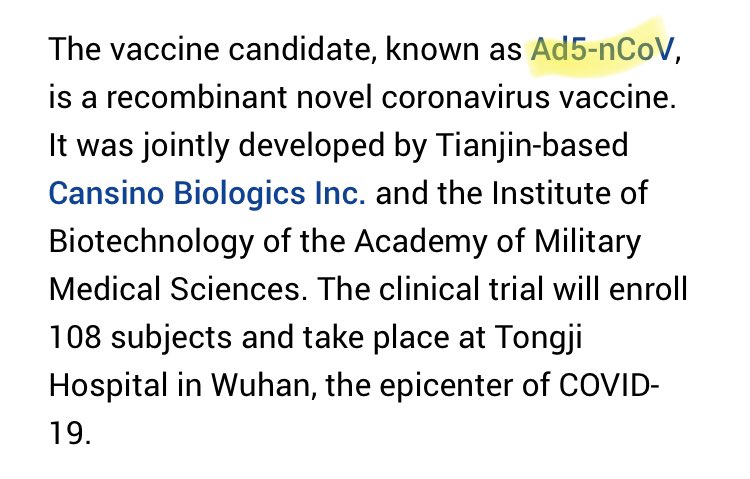 The vaccine candidate, known as Ad5-nCoV,
is a recombinant novel coronavirus vaccine.
It was jointly developed by Tianjin-based
Cansino Biologics Inc. and the Institute of
Biotechnology of the Academy of Military
Medical Sciences. The clinical trial will enroll
108 subjects and take place at Tongji
Hospital in Wuhan, the epicenter of COVID-
19.